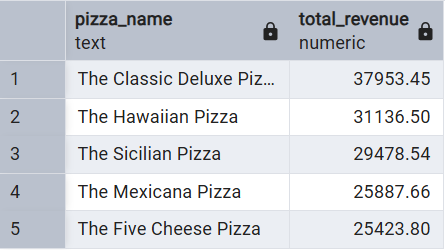 pizza_name total_revenue
text numeric
1 The Classic Deluxe Piz... 37953.45
2 The Hawaiian Pizza 31136.50
3 The Sicilian Pizza 29478.54
4 The Mexicana Pizza 25887.66
5 The Five Cheese Pizza 25423.80